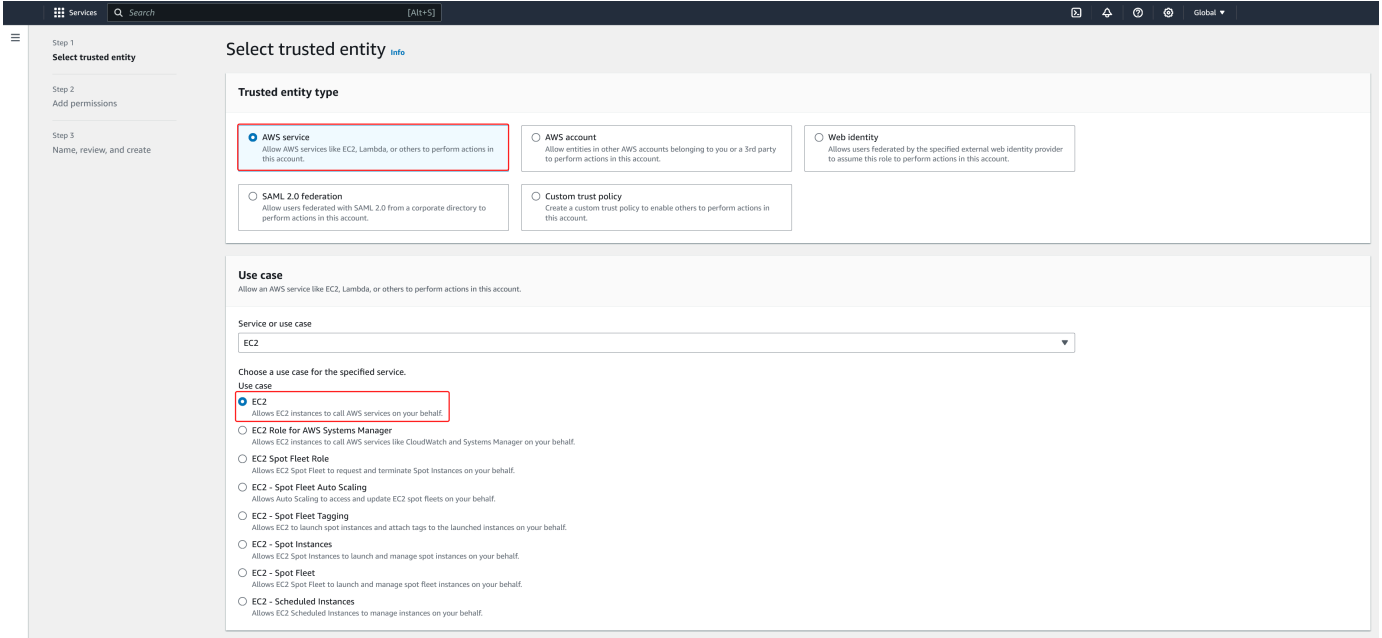 Services
Search
[Alt+S]
Global
Step 1
Select trusted entity
Step 2
Add permissions
Step 3
Name, review, and create
Select trusted entity Info
Trusted entity type
AWS service
Allow AWS services like EC2, Lambda, or others to perform actions in
this account.
AWS account
Allow entities in other AWS accounts belonging to you or a 3rd party
to perform actions in this account.
Web identity
Allows users federated by the specified external web identity provider
to assume this role to perform actions in this account.
SAML 2.0 federation
Allow users federated with SAML 2.0 from a corporate directory to
perform actions in this account.
Custom trust policy
Create a custom trust policy to enable others to perform actions in
this account.
Use case
Allow an AWS service like EC2, Lambda, or others to perform actions in this account.
Service or use case
EC2
Choose a use case for the specified service.
Use case
EC2
Allows EC2 instances to call AWS services on your behalf.
EC2 Role for AWS Systems Manager
Allows EC2 instances to call AWS services like CloudWatch and Systems Manager on your behalf.
EC2 Spot Fleet Role
Allows EC2 Spot Fleet to request and terminate Spot Instances on your behalf.
EC2 - Spot Fleet Auto Scaling
Allows Auto Scaling to access and update EC2 spot fleets on your behalf.
EC2 - Spot Fleet Tagging
Allows EC2 to launch spot instances and attach tags to the launched instances on your behalf.
EC2 - Spot Instances
Allows EC2 Spot Instances to launch and manage spot instances on your behalf.
EC2 - Spot Fleet
Allows EC2 Spot Fleet to launch and manage spot fleet instances on your behalf.
EC2 - Scheduled Instances
Allows EC2 Scheduled Instances to manage instances on your behalf.